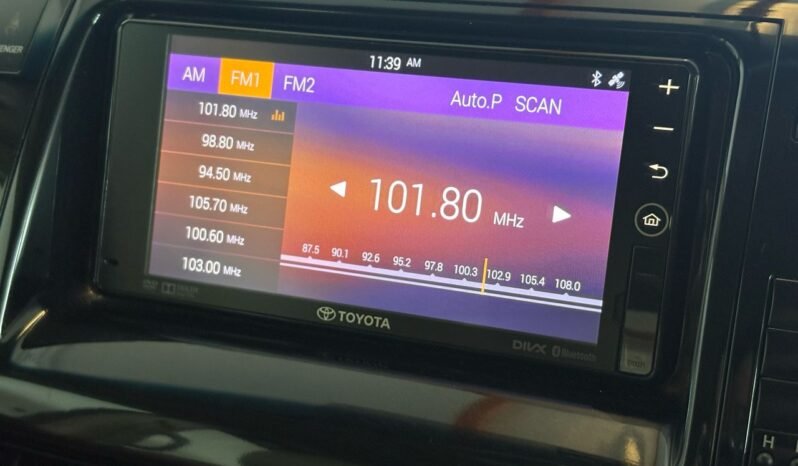 ENGER
11:39 AM
AM FM1 FM2 Auto.P SCAN
101.80 MHz
98.80 MHz
94.50 MHz
105.70 MHz
100.60 MHz
103.00 MHz
101.80 MHz
87.5 90.1 92.6 95.2 97.8 100.3 102.9 105.4 108.0
TOYOTA
DIVX Bluetooth
H